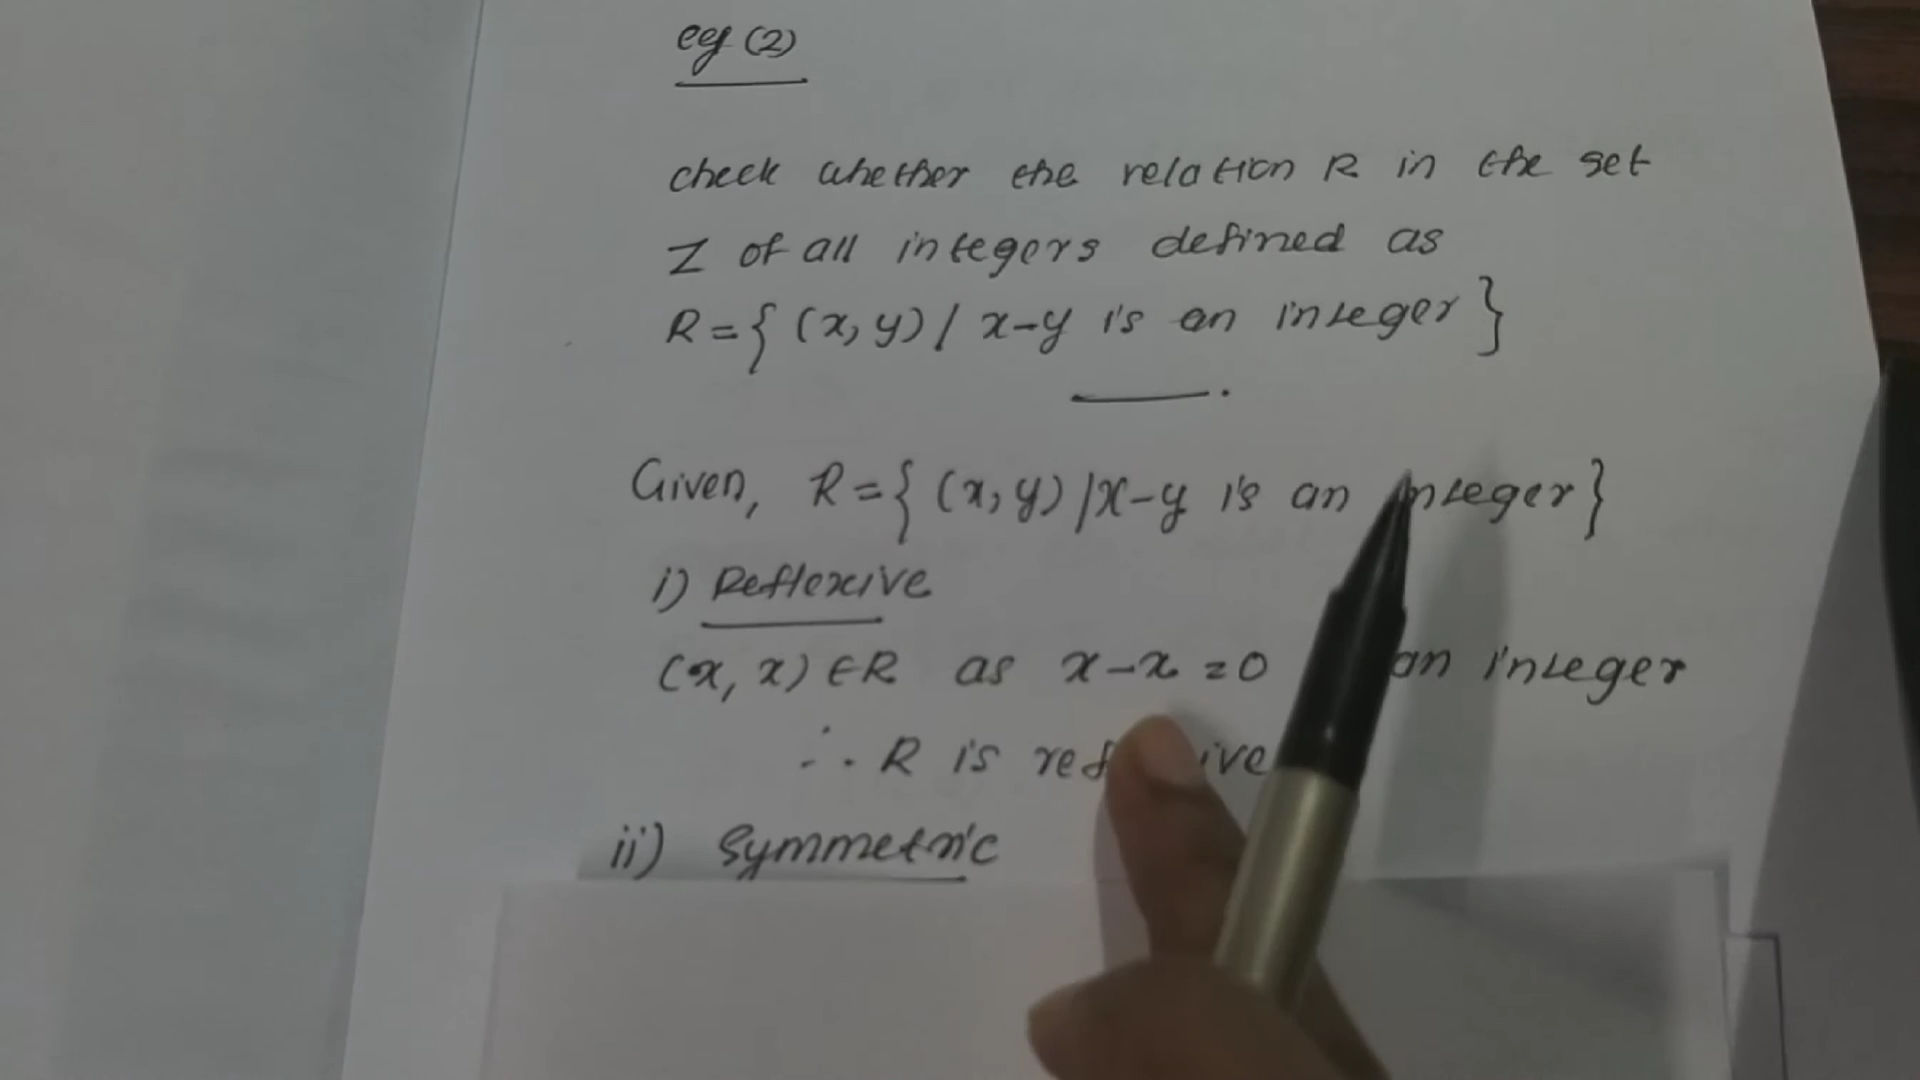 eg (2)
check whether the relation R in the set
Z of all integers defined as
R = { (x, y) / x-y is an integer }
Given, R = { (x, y) / x-y is an integer }
i) Reflexive
(x, x) ∈ R as x-x = 0 an integer
∴ R is
ii) Symmetric